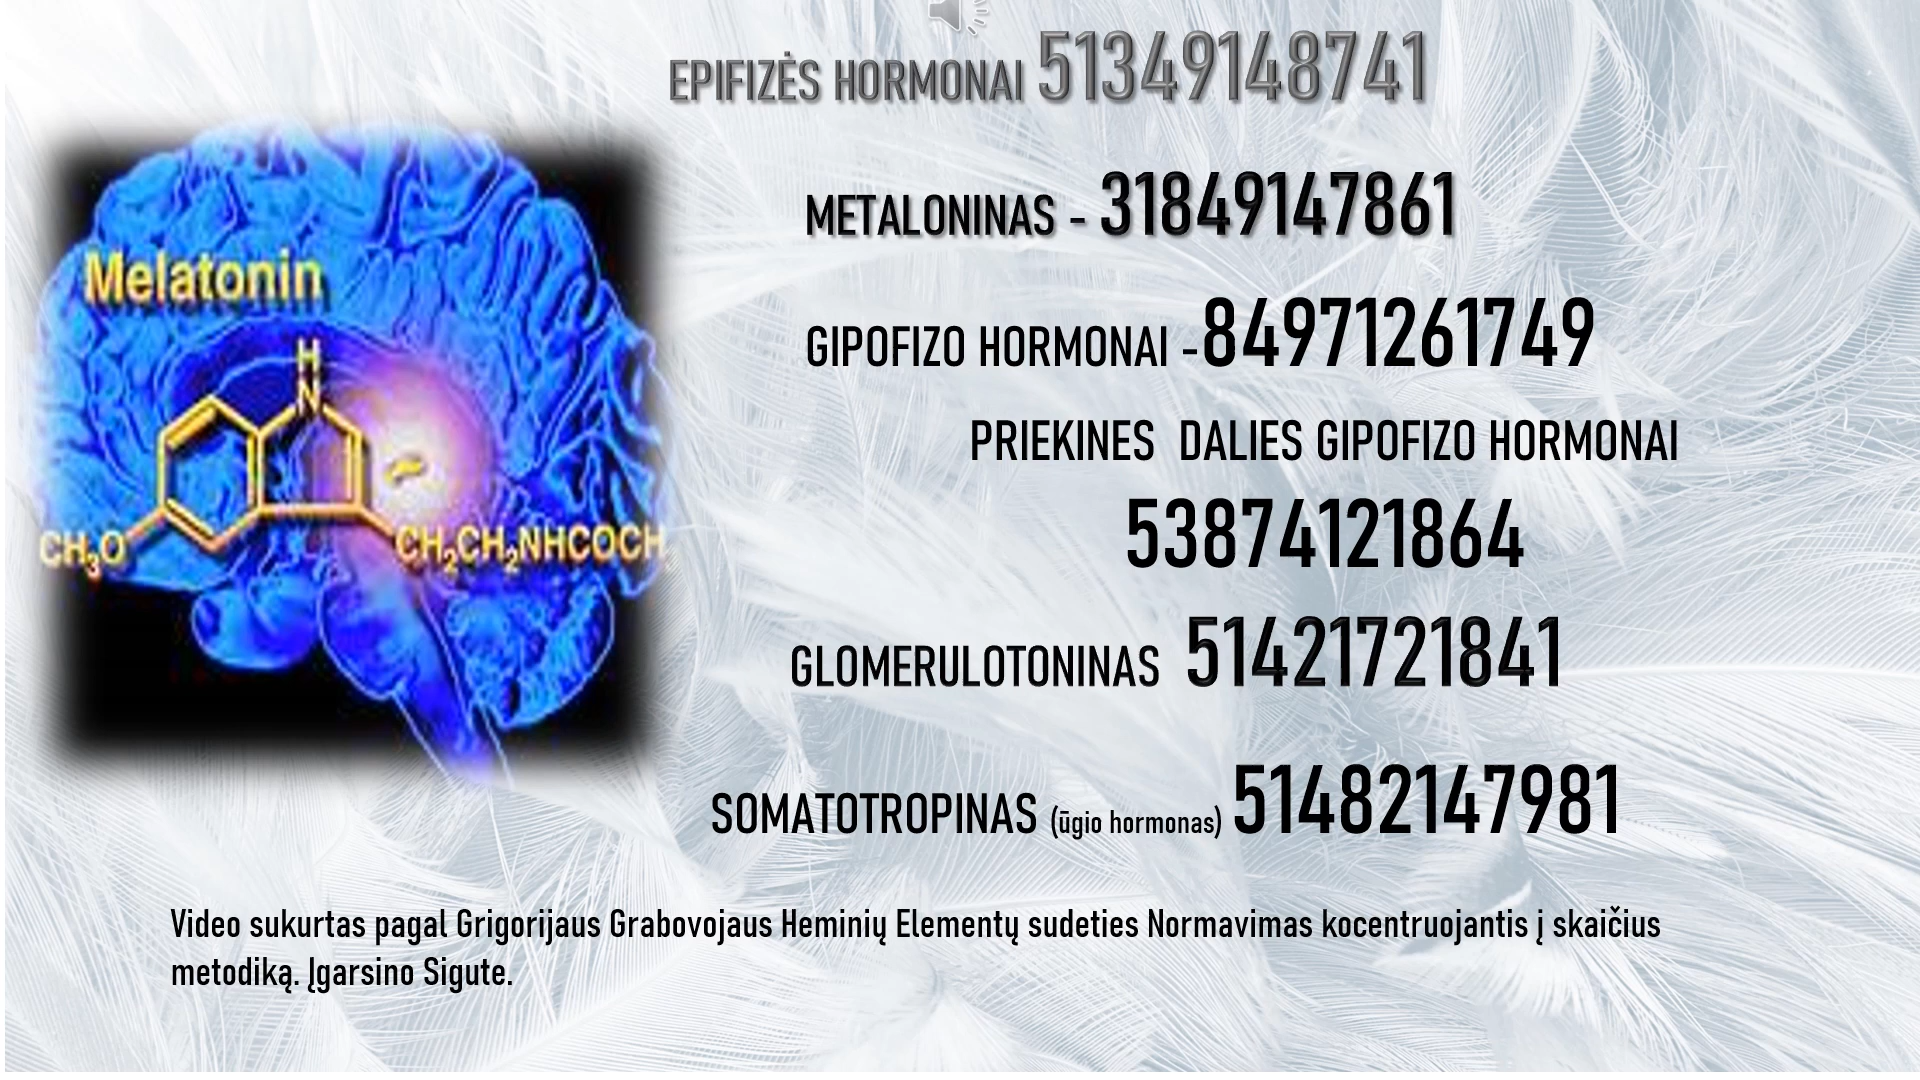 EPIFIZĖS HORMONAI 51349148741
METALONINAS - 31849147861
GIPOFIZO HORMONAI -84971261749
PRIEKINES DALIES GIPOFIZO HORMONAI
53874121864
GLOMERULOTONINAS 51421721841
SOMATOTROPINAS (ūgio hormonas) 51482147981
Melatonin
H
N
CH₃O
CH₂CH₂NHCOCH
Video sukurtas pagal Grigorijaus Grabovojaus Heminių Elementų sudeties Normavimas kocentruojantis į skaičius
metodiką. Įgarsino Sigute.